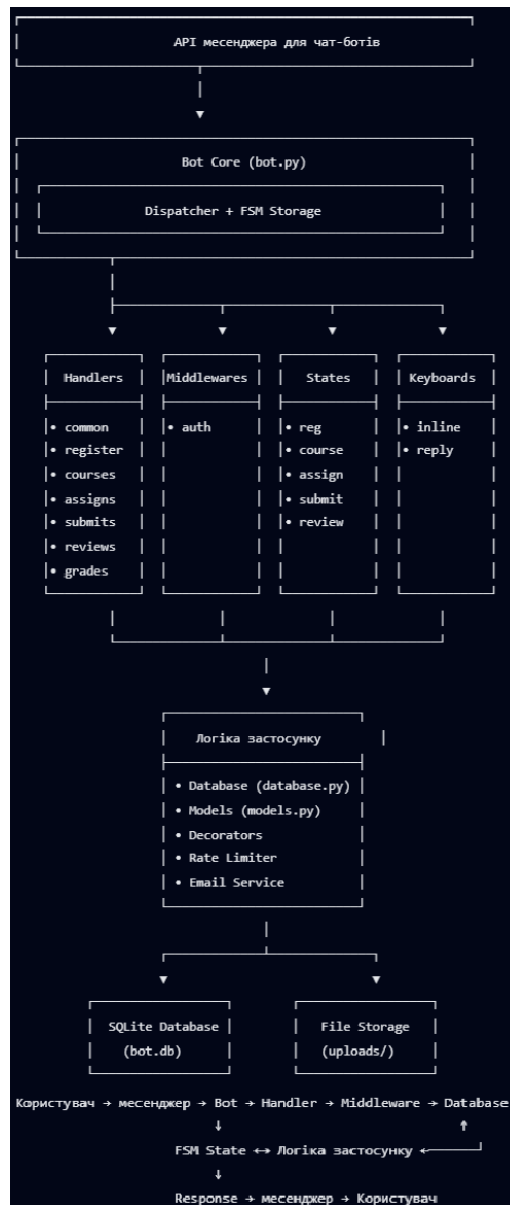 API месенджера для чат-ботів
Bot Core (bot.py)
Dispatcher + FSM Storage
Handlers
• common
• register
• courses
• assigns
• submits
• reviews
• grades
Middlewares
• auth
States
• reg
• course
• assign
• submit
• review
Keyboards
• inline
• reply
Логіка застосунку
• Database (database.py)
• Models (models.py)
• Decorators
• Rate Limiter
• Email Service
SQLite Database
(bot.db)
File Storage
(uploads/)
Користувач → месенджер → Bot → Handler → Middleware → Database
FSM State ↔ Логіка застосунку ←
Response → месенджер → Користувач